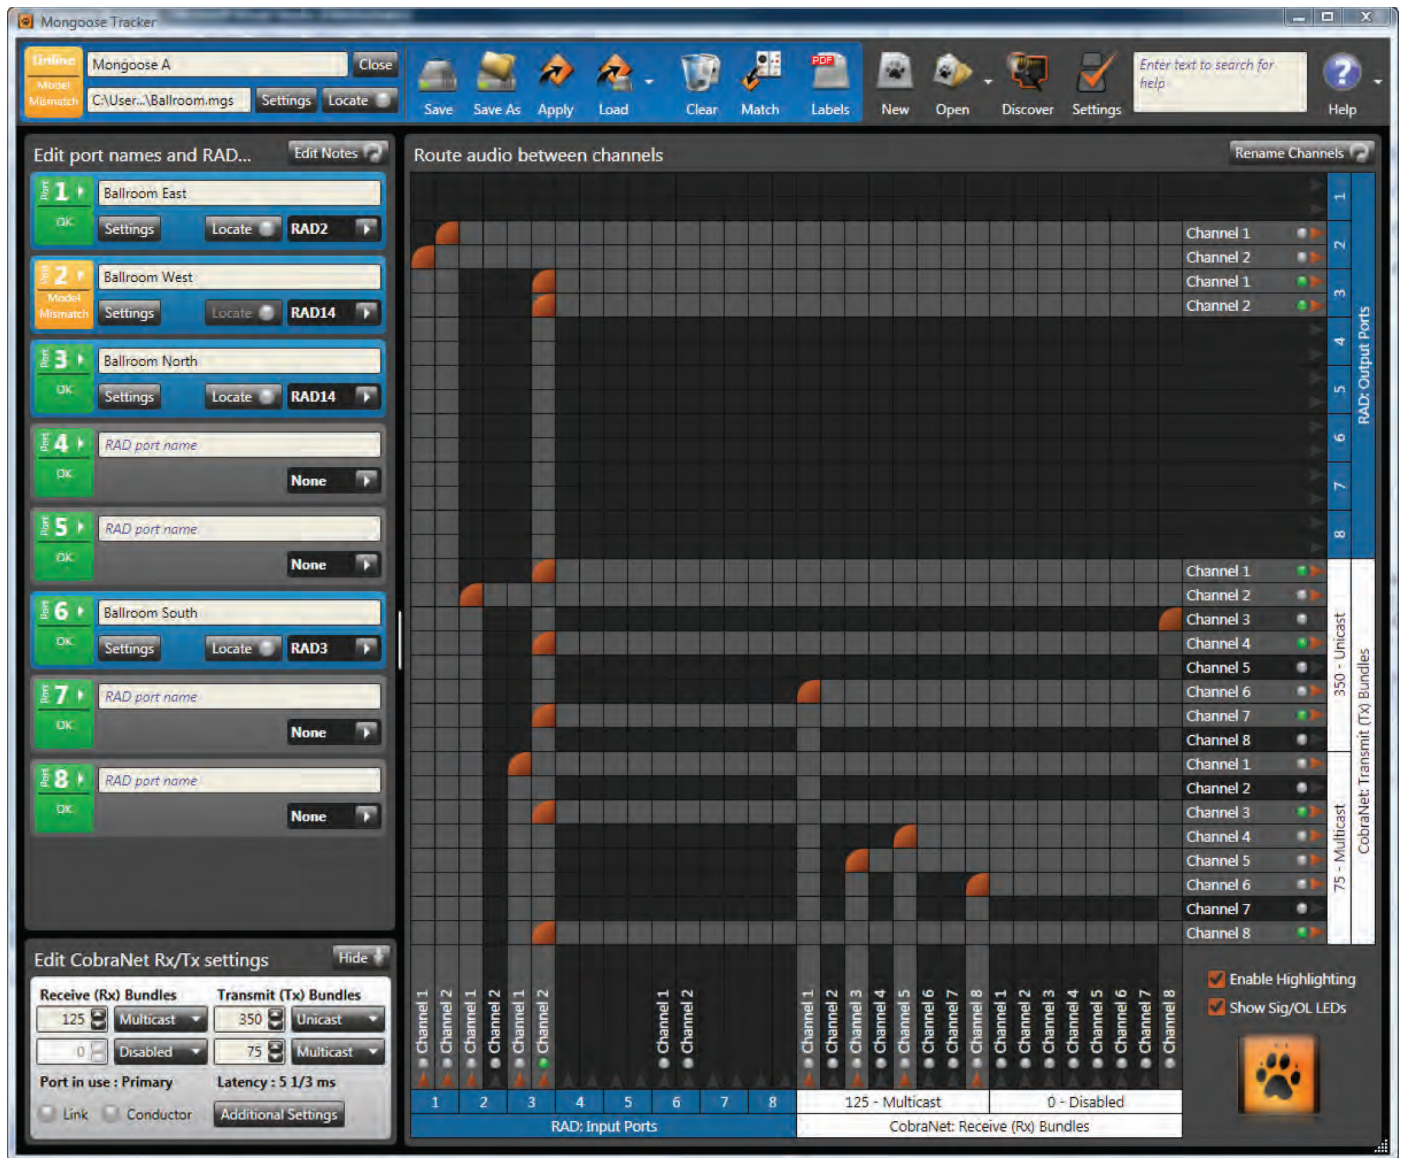 Mongoose Tracker
Online
Model
Mismatch
Mongoose A
Close
C:\User...\Ballroom.mgs
Settings
Locate
Save
Save As
Apply
Load
Clear
Match
PDF
Labels
New
Open
Discover
Settings
Enter text to search for
help
?
Help
Edit port names and RAD...
Edit Notes
Port 1
OK
Ballroom East
Settings
Locate
RAD2
Port 2
Model
Mismatch
Ballroom West
Settings
Locate
RAD14
Port 3
OK
Ballroom North
Settings
Locate
RAD14
Port 4
OK
RAD port name
None
Port 5
OK
RAD port name
None
Port 6
OK
Ballroom South
Settings
Locate
RAD3
Port 7
OK
RAD port name
None
Port 8
OK
RAD port name
None
Edit CobraNet Rx/Tx settings
Hide
Receive (Rx) Bundles
Transmit (Tx) Bundles
125
Multicast
350
Unicast
0
Disabled
75
Multicast
Port in use : Primary
Latency : 5 1/3 ms
Link
Conductor
Additional Settings
Route audio between channels
Rename Channels
Channel 1
Channel 2
Channel 1
Channel 2
Channel 1
Channel 2
Channel 3
Channel 4
Channel 5
Channel 6
Channel 7
Channel 8
Channel 1
Channel 2
Channel 3
Channel 4
Channel 5
Channel 6
Channel 7
Channel 8
1
2
3
4
5
6
7
8
RAD: Output Ports
350 - Unicast
75 - Multicast
CobraNet: Transmit (Tx) Bundles
Channel 1
Channel 2
Channel 1
Channel 2
Channel 1
Channel 2
Channel 1
Channel 2
Channel 1
Channel 2
Channel 3
Channel 4
Channel 5
Channel 6
Channel 7
Channel 8
Channel 1
Channel 2
Channel 3
Channel 4
Channel 5
Channel 6
Channel 7
Channel 8
1
2
3
4
5
6
7
8
125 - Multicast
0 - Disabled
RAD: Input Ports
CobraNet: Receive (Rx) Bundles
Enable Highlighting
Show Sig/OL LEDs